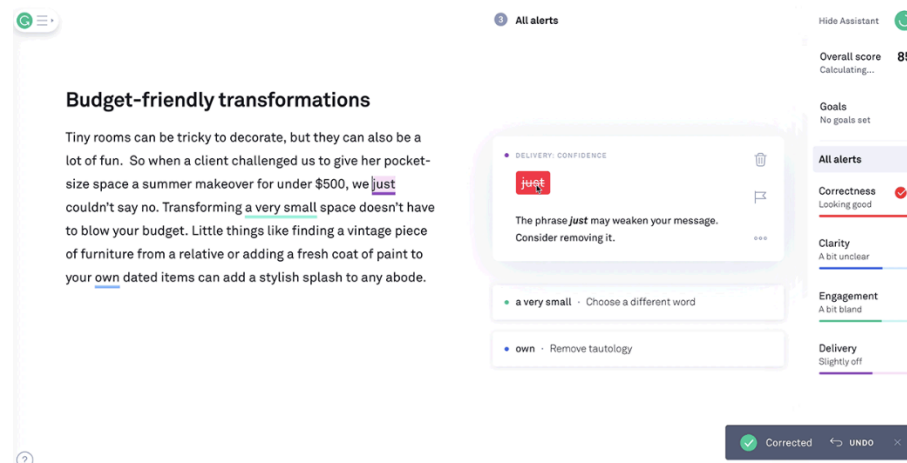 3 All alerts
Hide Assistant
Overall score 85
Calculating...
Goals
No goals set
All alerts
Correctness
Looking good
Clarity
A bit unclear
Engagement
A bit bland
Delivery
Slightly off
Budget-friendly transformations
Tiny rooms can be tricky to decorate, but they can also be a
lot of fun. So when a client challenged us to give her pocket-
size space a summer makeover for under $500, we just
couldn't say no. Transforming a very small space doesn't have
to blow your budget. Little things like finding a vintage piece
of furniture from a relative or adding a fresh coat of paint to
your own dated items can add a stylish splash to any abode.
DELIVERY: CONFIDENCE
just
The phrase just may weaken your message.
Consider removing it.
a very small · Choose a different word
own · Remove tautology
Corrected UNDO ×
?